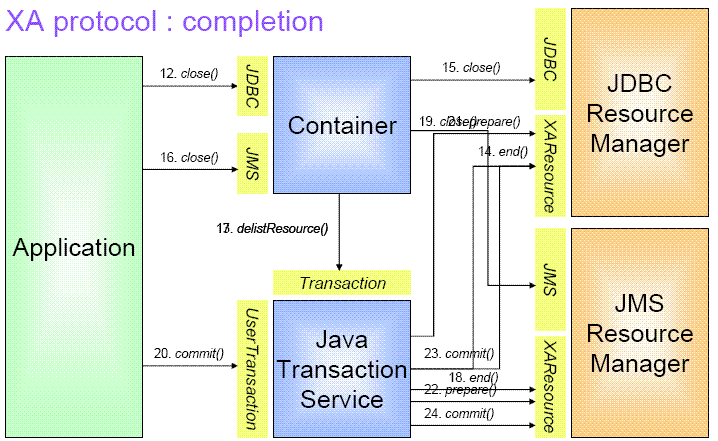 XA protocol : completion
12. close()
JDBC
Container
15. close()
JDBC
JDBC
Resource
Manager
19. close()
21. prepare()
14. end()
XAResource
16. close()
JMS
Application
delistResource()
Transaction
JMS
JMS
Resource
Manager
20. commit()
UserTransaction
Java
Transaction
Service
23. commit()
18. end()
22. prepare()
24. commit()
XAResource